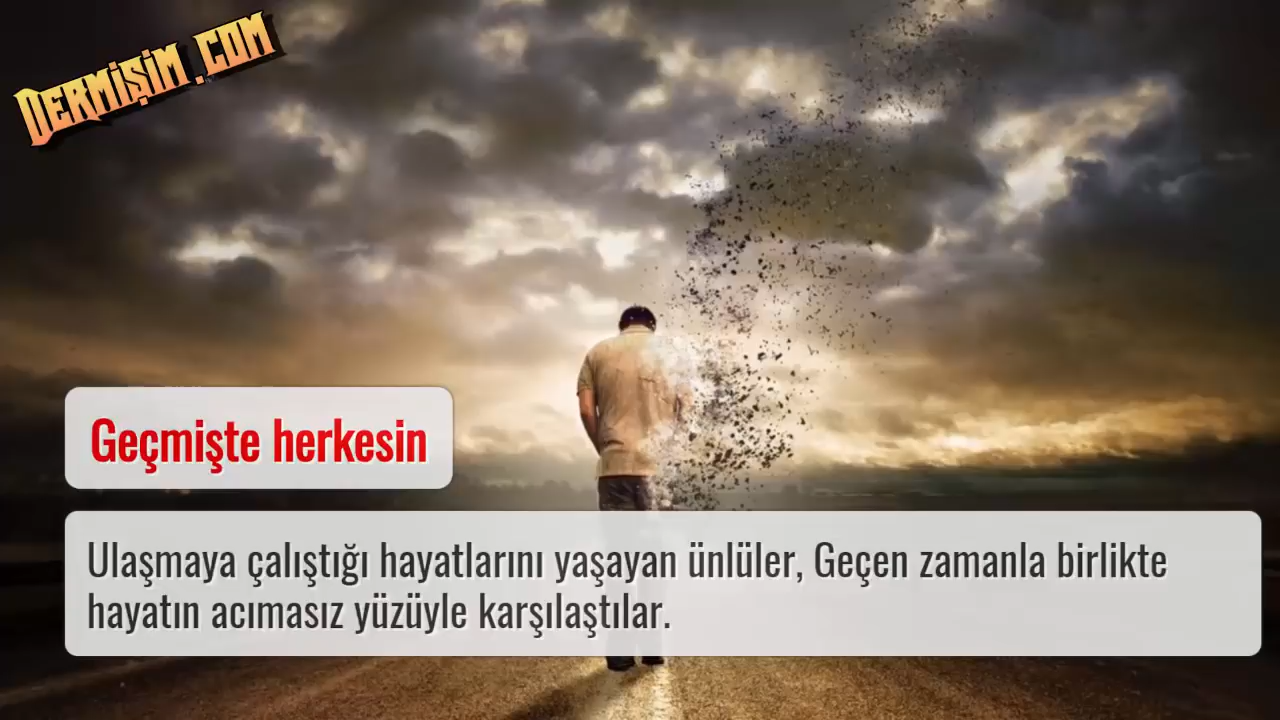 DERMİŞİM.COM
Geçmişte herkesin
Ulaşmaya çalıştığı hayatlarını yaşayan ünlüler, Geçen zamanla birlikte
hayatın acımasız yüzüyle karşılaştılar.